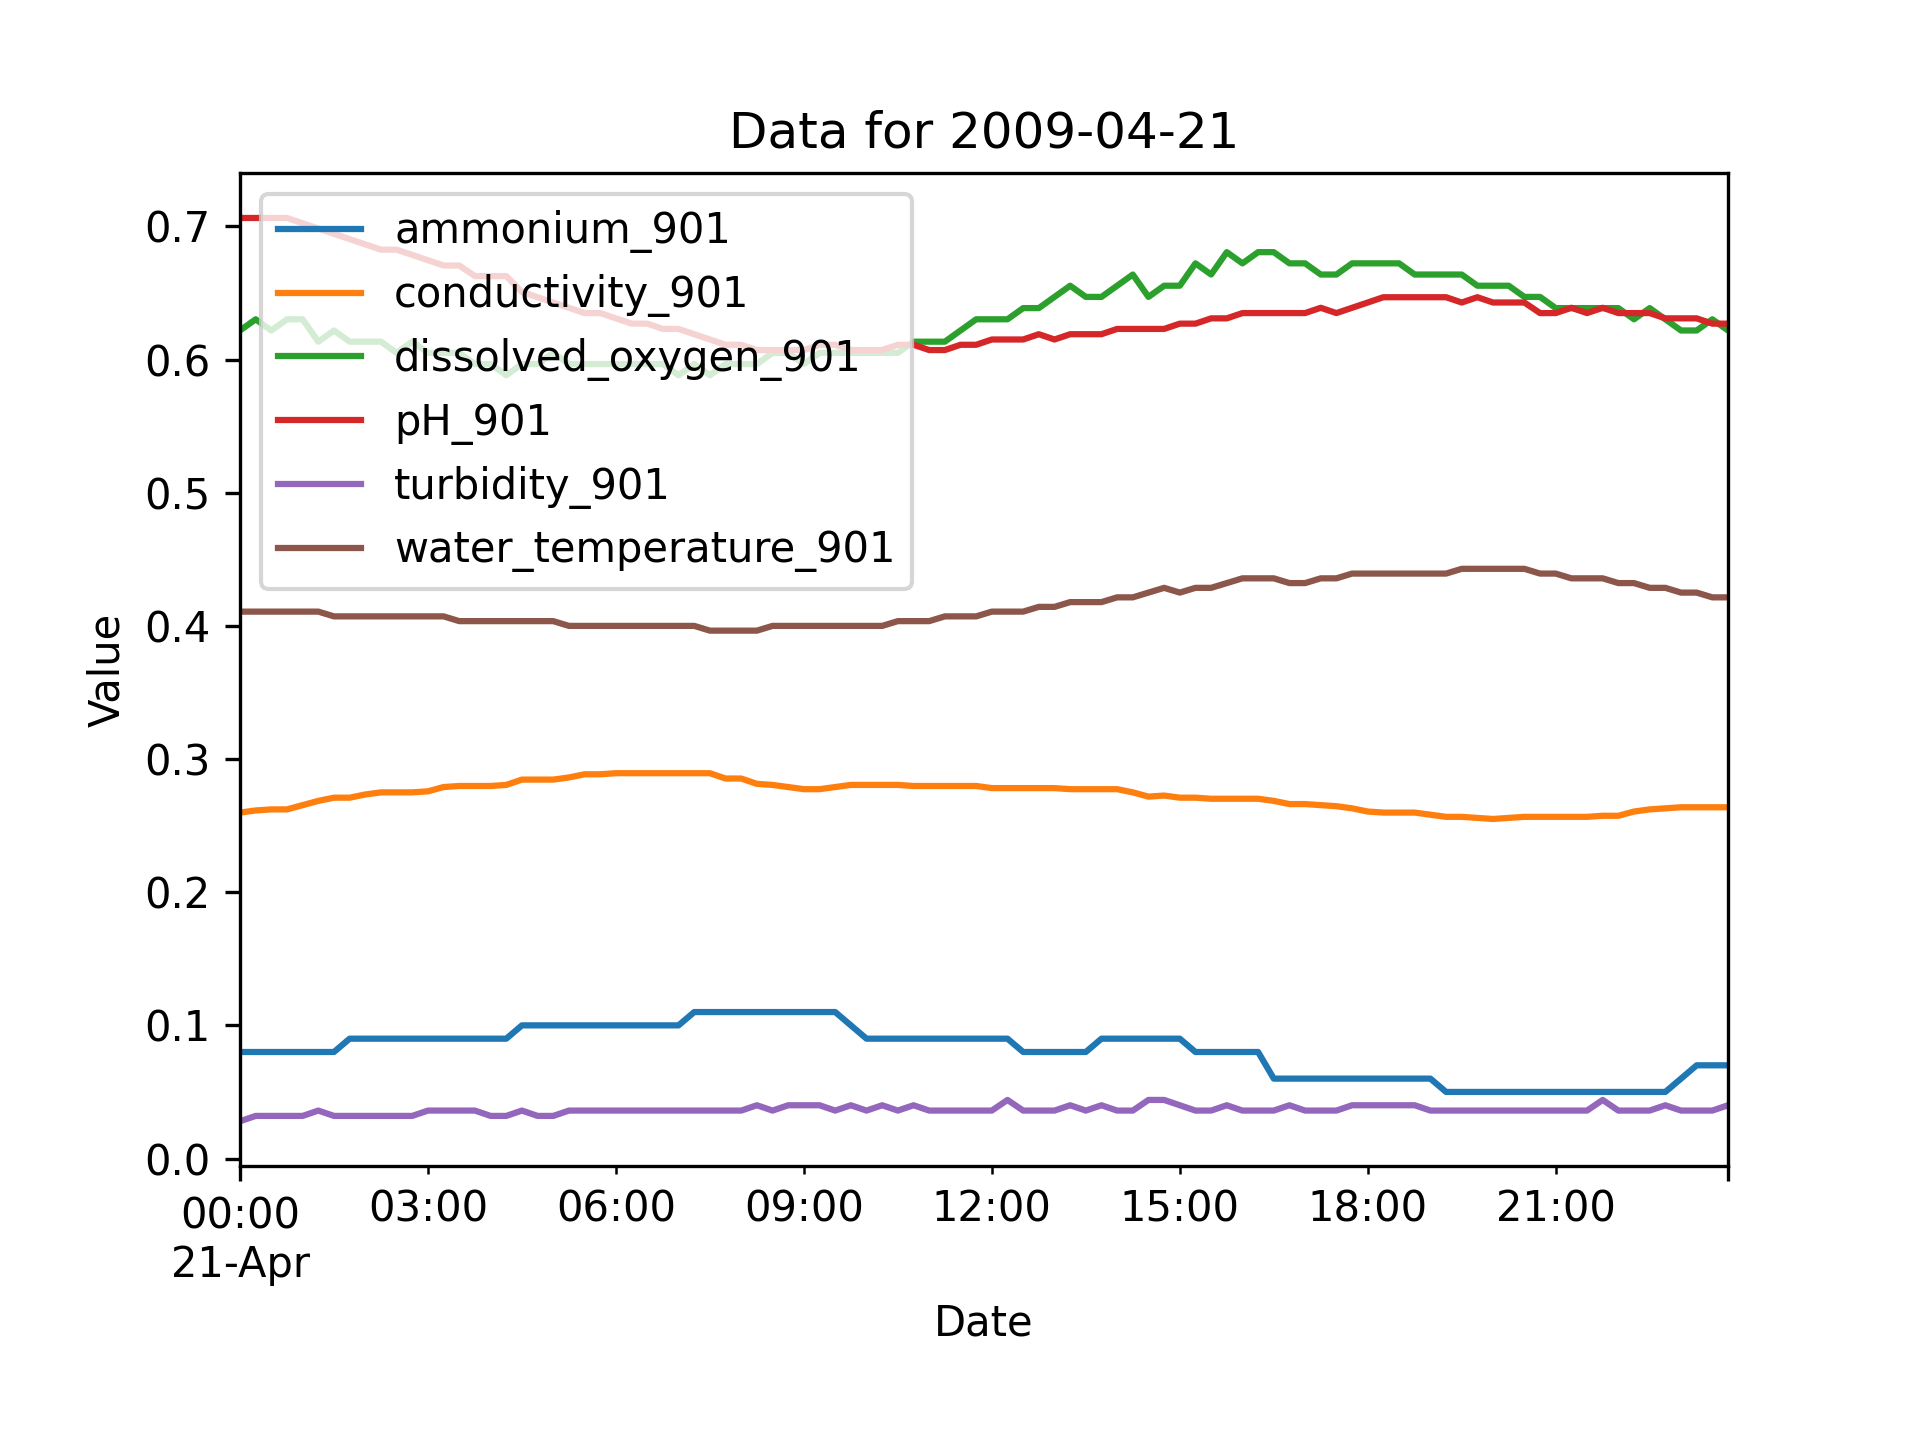 Data for 2009-04-21
ammonium_901
conductivity_901
dissolved_oxygen_901
pH_901
turbidity_901
water_temperature_901
Value
0.7
0.6
0.5
0.4
0.3
0.2
0.1
0.0
00:00 03:00 06:00 09:00 12:00 15:00 18:00 21:00
21-Apr
Date